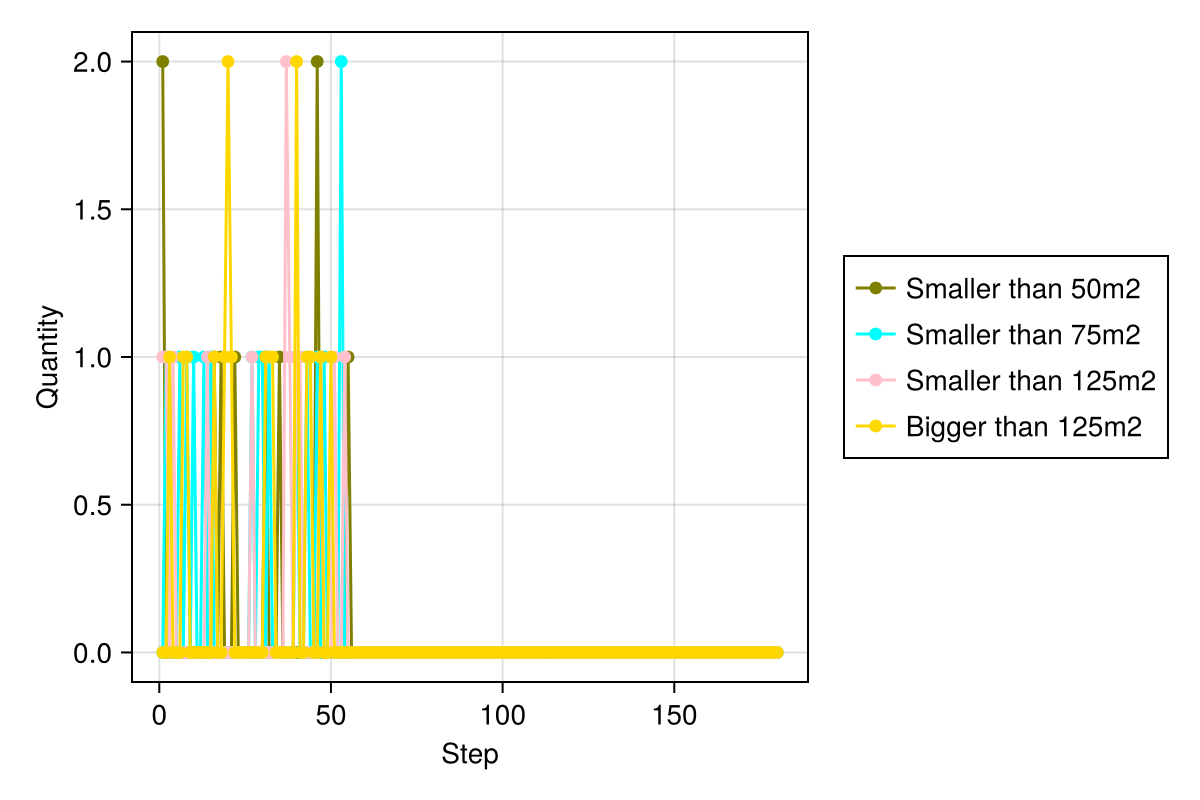 2.0
1.5
1.0
0.5
0.0
Quantity
0 50 100 150
Step
Smaller than 50m2
Smaller than 75m2
Smaller than 125m2
Bigger than 125m2